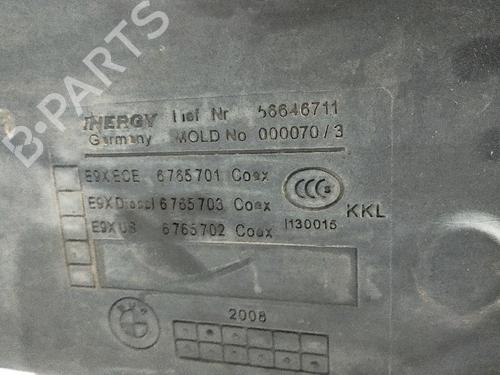 B-PARTS
INERGY Lief Nr 56646711
Germany MOLD No 000070/3
E9X ECE 6765701 Coex
E9X Diesel 6765703 Coex
E9X US 6765702 Coex
CCC S
I130015
KKL
BMW
2008